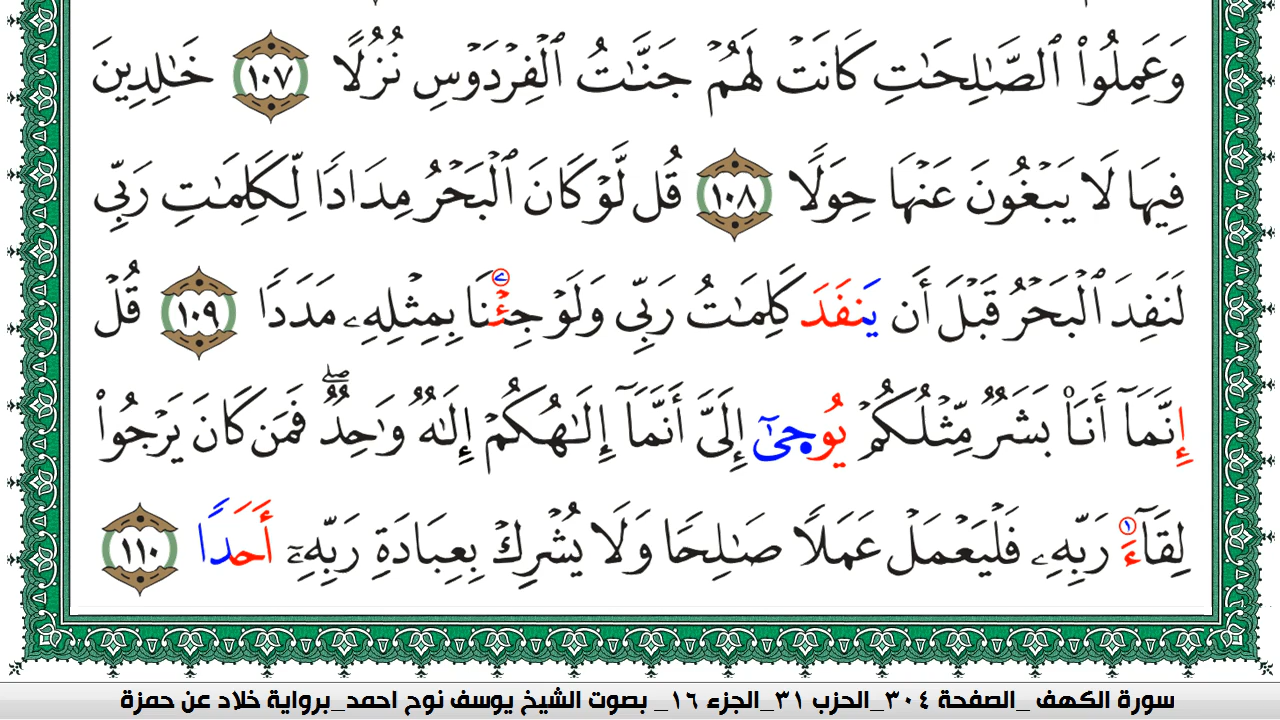 وَعَمِلُوا۟ ٱلصَّـٰلِحَـٰتِ كَانَتْ لَهُمْ جَنَّـٰتُ ٱلْفِرْدَوْسِ نُزُلًا ١٠٧ خَـٰلِدِينَ
فِيهَا لَا يَبْغُونَ عَنْهَا حِوَلًا ١٠٨ قُل لَّوْ كَانَ ٱلْبَحْرُ مِدَادًا لِّكَلِمَـٰتِ رَبِّى
لَنَفِدَ ٱلْبَحْرُ قَبْلَ أَن يَنفَدَ كَلِمَـٰتُ رَبِّى وَلَوْ جِئْنَا بِمِثْلِهِۦ مَدَدًا ١٠٩ قُلْ
إِنَّمَآ أَنَا۠ بَشَرٌ مِّثْلُكُمْ يُوحَىٰٓ إِلَىَّ أَنَّمَآ إِلَـٰهُكُمْ إِلَـٰهٌ وَٰحِدٌ ۖ فَمَن كَانَ يَرْجُوا۟
لِقَآءَ رَبِّهِۦ فَلْيَعْمَلْ عَمَلًا صَـٰلِحًا وَلَا يُشْرِكْ بِعِبَادَةِ رَبِّهِۦٓ أَحَدًا ١١٠
سورة الكهف _الصفحة ٣٠٤_الحزب ٣١_الجزء ١٦_ بصوت الشيخ يوسف نوح احمد_برواية خلاد عن حمزة